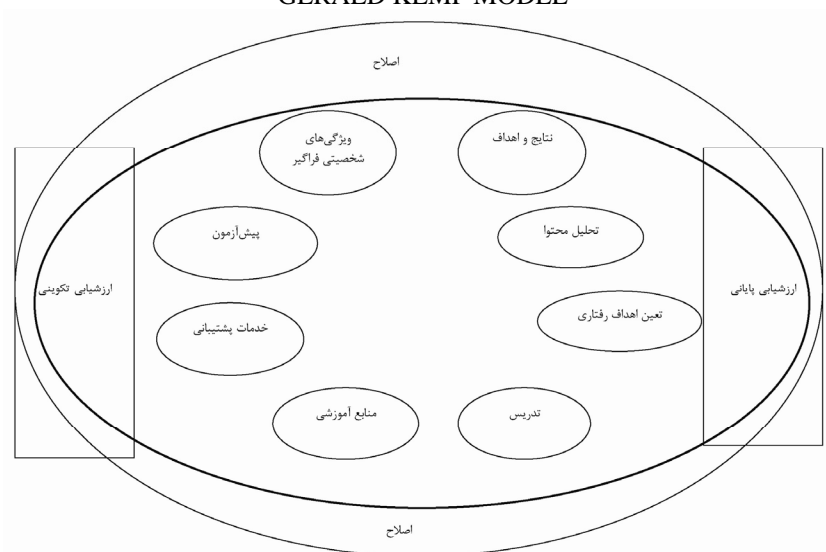 GERALD KEMP MODEL
اصلاح
نتایج و اهداف
ویژگی‌های
شخصیتی فراگیر
تحلیل محتوا
پیش‌آزمون
ارزشیابی پایانی
ارزشیابی تکوینی
تعین اهداف رفتاری
خدمات پشتیبانی
تدریس
منابع آموزشی
اصلاح